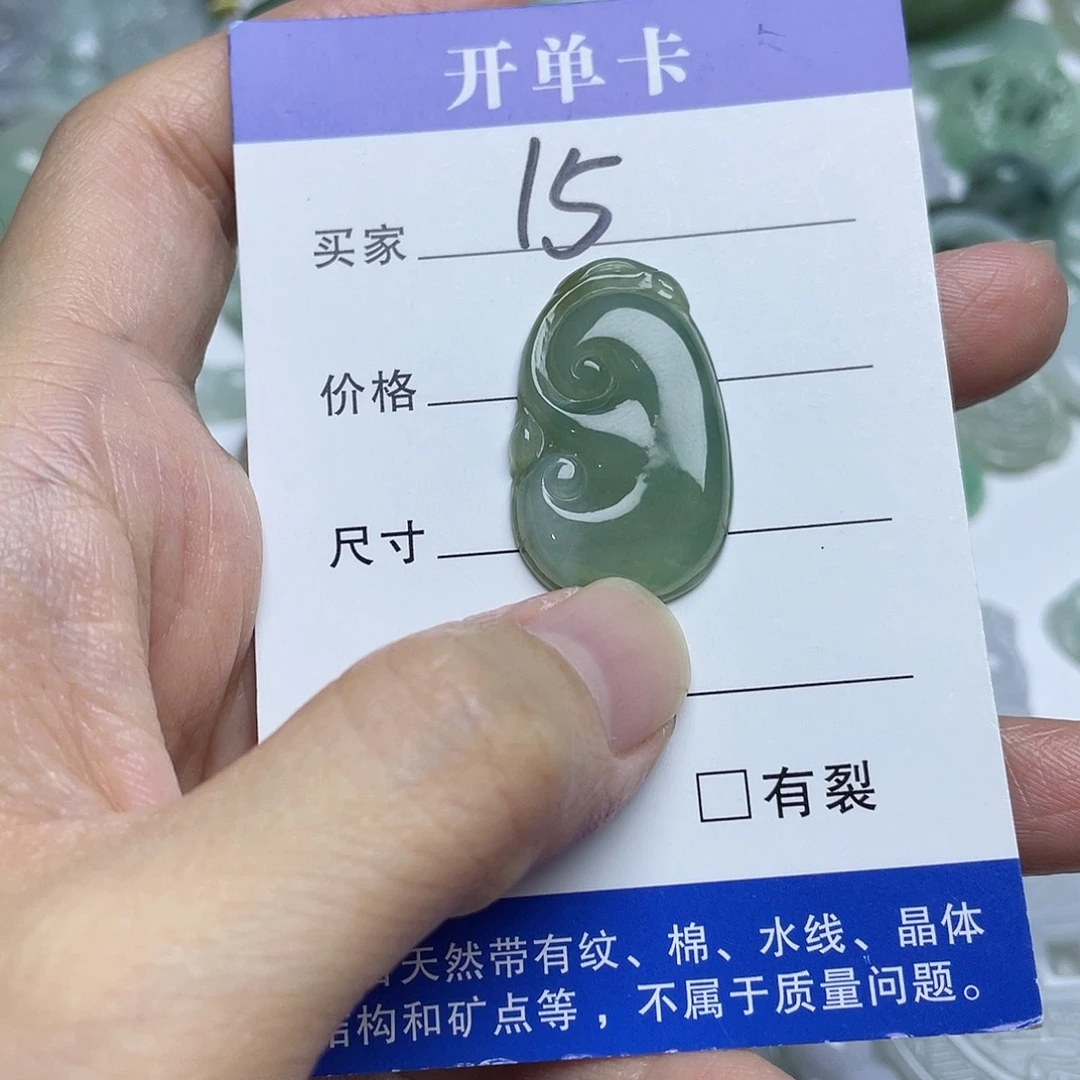 开单卡
买家 15
价格
尺寸
有裂
天然带有纹、棉、水线、晶体
结构和矿点等，不属于质量问题。